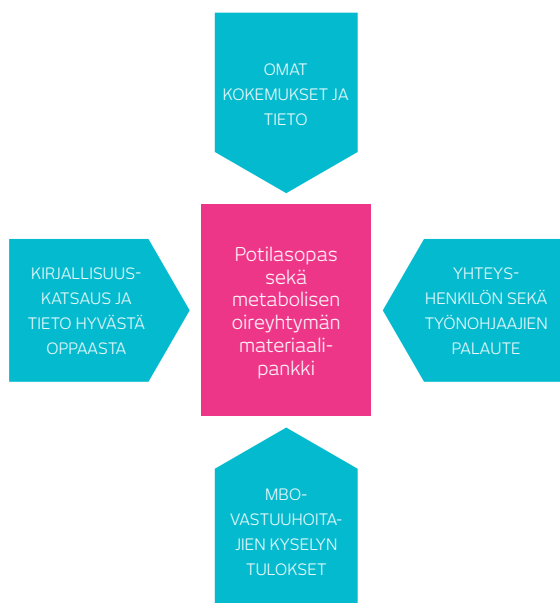 OMAT
KOKEMUKSET JA
TIETO
KIRJALLISUUS-
KATSAUS JA
TIETO HYVÄSTÄ
OPPAASTA
Potilasopas
sekä
metabolisen
oireyhtymän
materiaali-
pankki
YHTEYS-
HENKILÖN SEKÄ
TYÖNOHJAAJIEN
PALAUTE
MBO-
VASTUUHOITA-
JIEN KYSELYN
TULOKSET